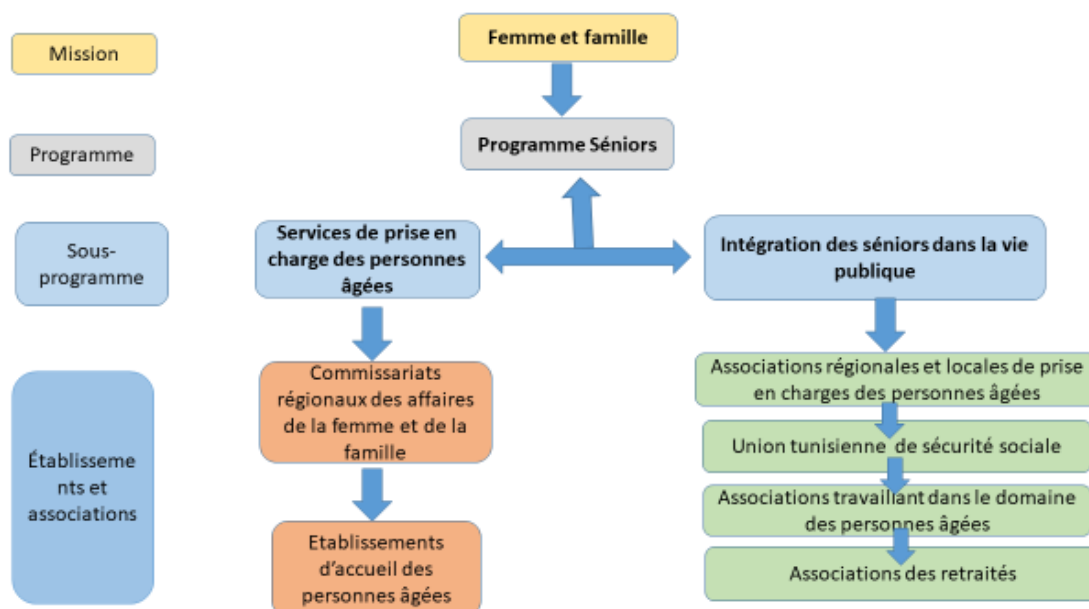 Femme et famille
Mission
Programme Séniors
Programme
Services de prise en
charge des personnes
âgées
Intégration des séniors dans la vie
publique
Sous-
programme
Commissariats
régionaux des affaires
de la femme et de la
famille
Associations régionales et locales de prise
en charges des personnes âgées
Union tunisienne de sécurité sociale
Établisseme
nts et
associations
Associations travaillant dans le domaine
des personnes âgées
Etablissements
d'accueil des
personnes âgées
Associations des retraités